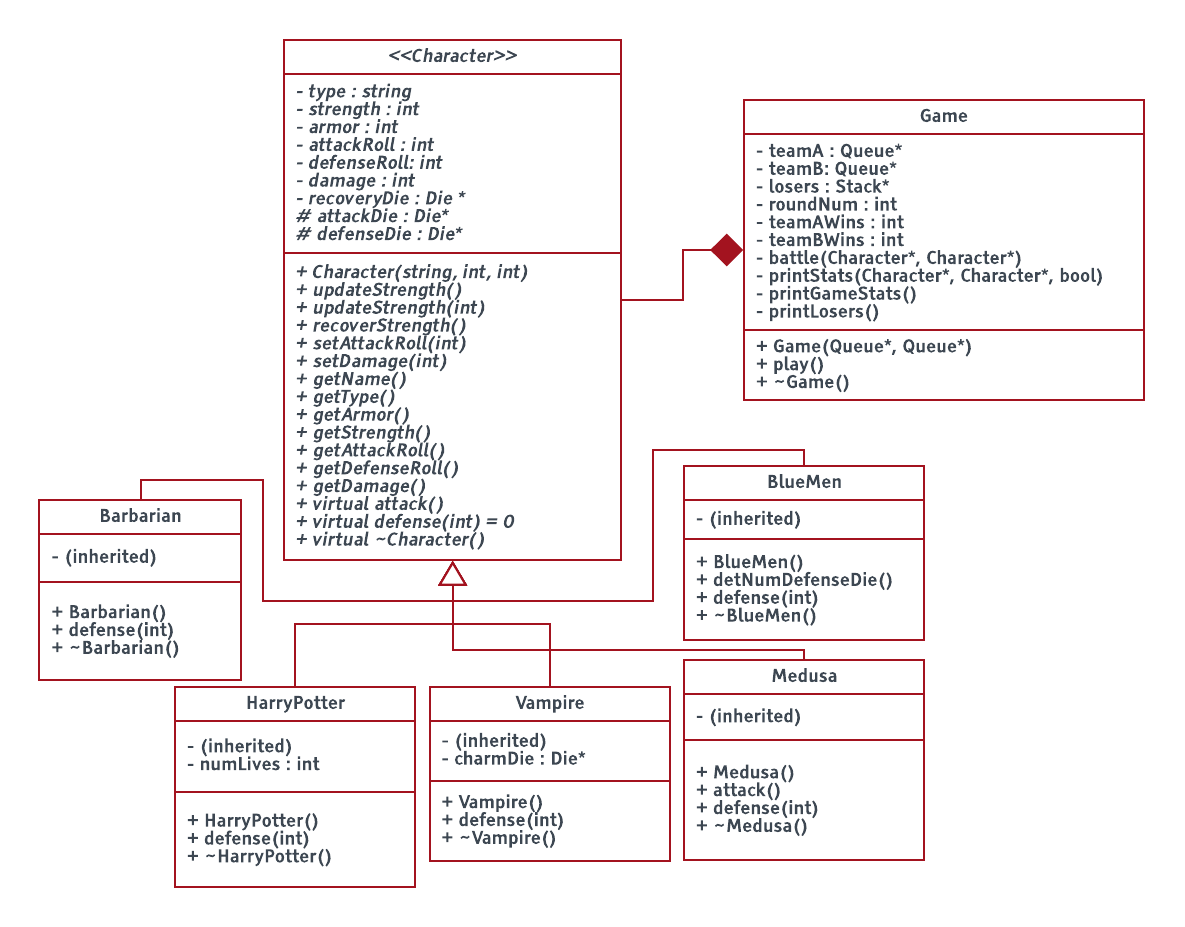 <<Character>>
- type : string
- strength : int
- armor : int
- attackRoll : int
- defenseRoll: int
- damage : int
- recoveryDie : Die *
# attackDie : Die*
# defenseDie : Die*
+ Character(string, int, int)
+ updateStrength()
+ updateStrength(int)
+ recoverStrength()
+ setAttackRoll(int)
+ setDamage(int)
+ getName()
+ getType()
+ getArmor()
+ getStrength()
+ getAttackRoll()
+ getDefenseRoll()
+ getDamage()
+ virtual attack()
+ virtual defense(int) = 0
+ virtual ~Character()
Game
- teamA : Queue*
- teamB: Queue*
- losers : Stack*
- roundNum : int
- teamAWins : int
- teamBWins : int
- battle(Character*, Character*)
- printStats(Character*, Character*, bool)
- printGameStats()
- printLosers()
+ Game(Queue*, Queue*)
+ play()
+ ~Game()
Barbarian
- (inherited)
+ Barbarian()
+ defense(int)
+ ~Barbarian()
BlueMen
- (inherited)
+ BlueMen()
+ detNumDefenseDie()
+ defense(int)
+ ~BlueMen()
HarryPotter
- (inherited)
- numLives : int
+ HarryPotter()
+ defense(int)
+ ~HarryPotter()
Vampire
- (inherited)
- charmDie : Die*
+ Vampire()
+ defense(int)
+ ~Vampire()
Medusa
- (inherited)
+ Medusa()
+ attack()
+ defense(int)
+ ~Medusa()